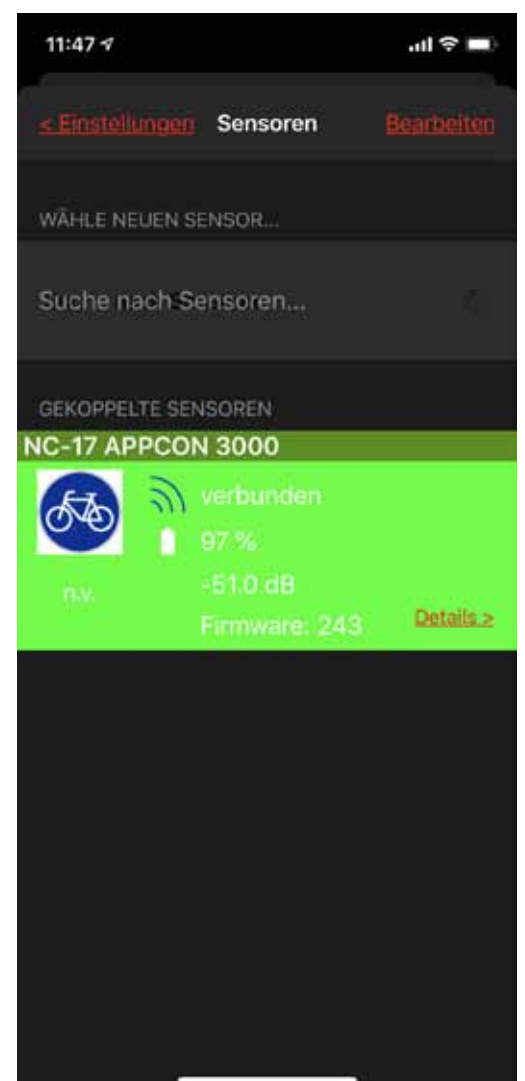 11:47
< Einstellungen Sensoren Bearbeiten
WÄHLE NEUEN SENSOR...
Suche nach Sensoren...
GEKOPPELTE SENSOREN
NC-17 APPCON 3000
verbunden
97 %
n.v. -51.0 dB
Firmware: 243 Details >